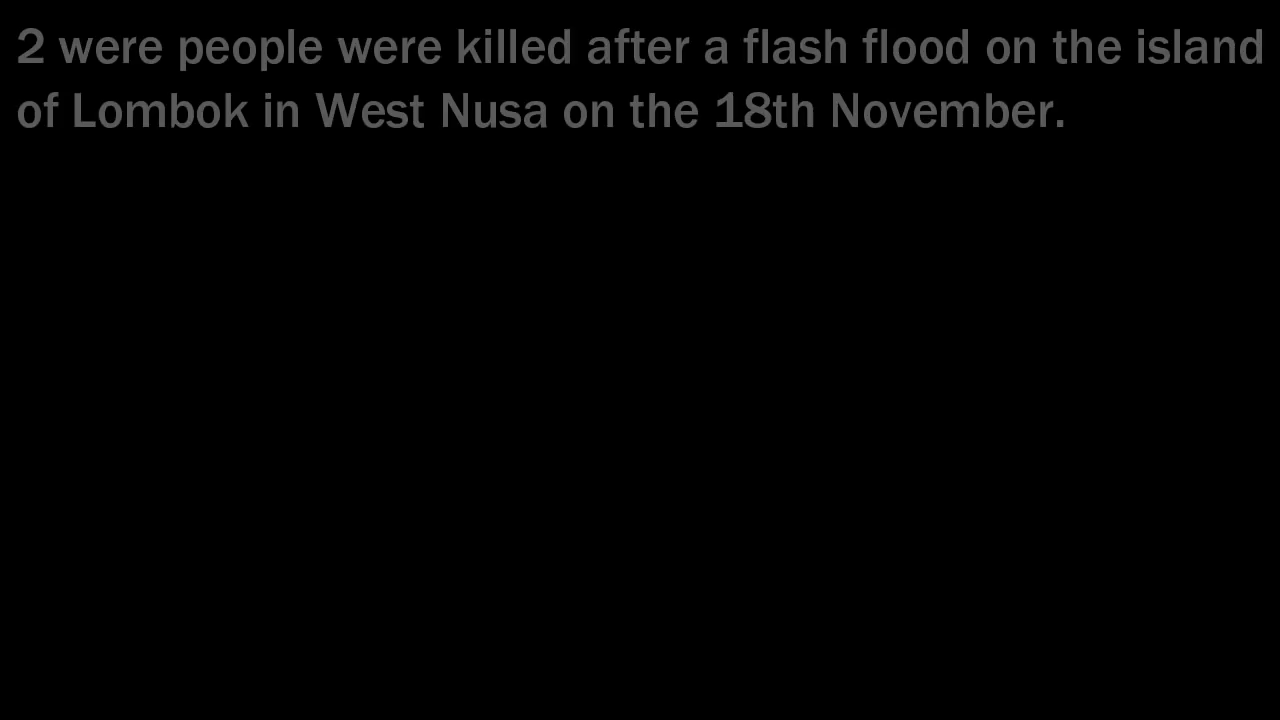 2 were people were killed after a flash flood on the island
of Lombok in West Nusa on the 18th November.